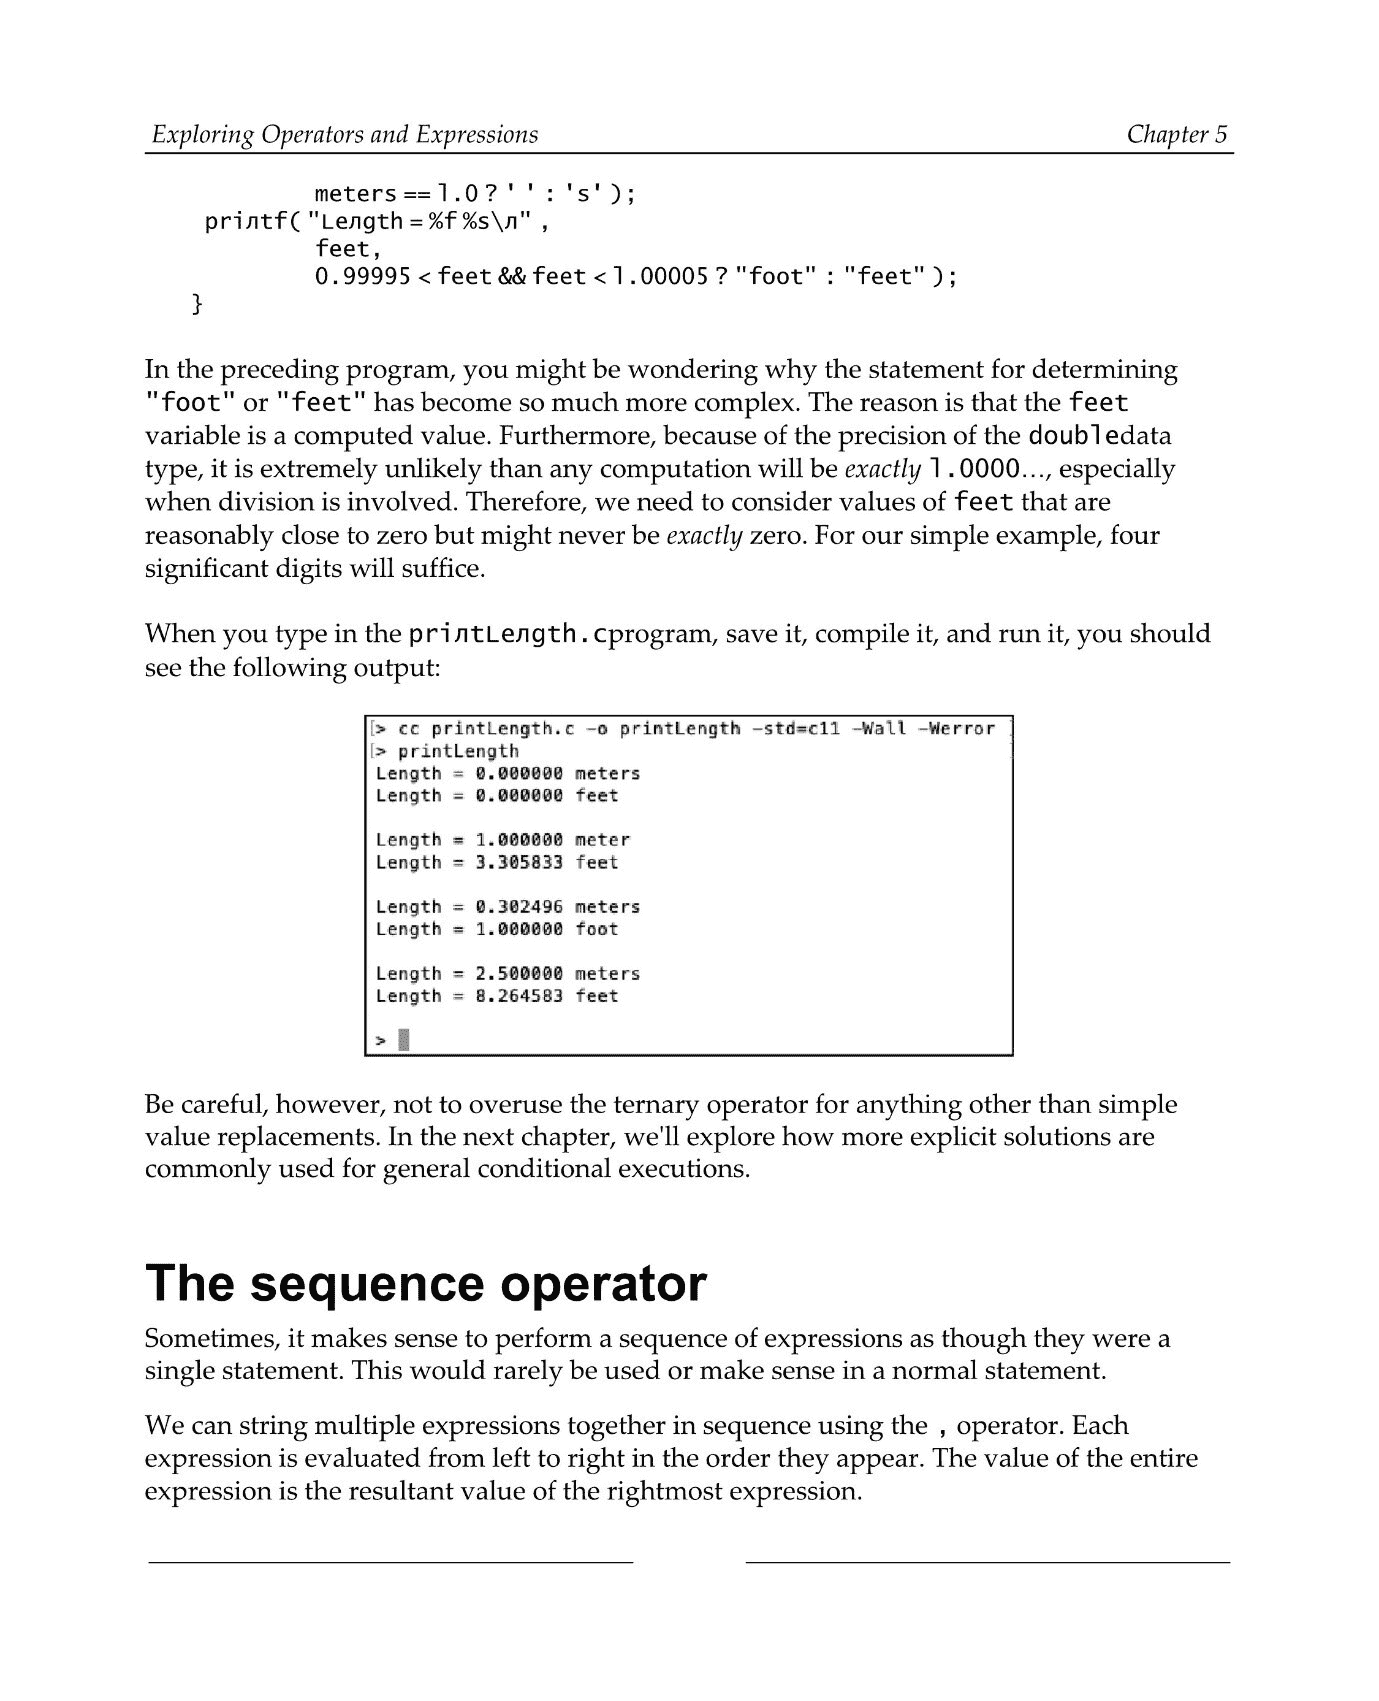 Exploring Operators and Expressions Chapter 5
meters == 1.0 ? ' ' : 's' );
printf( "Length = %f %s\n" ,
feet,
0.99995 < feet && feet < 1.00005 ? "foot" : "feet" );
}
In the preceding program, you might be wondering why the statement for determining
"foot" or "feet" has become so much more complex. The reason is that the feet
variable is a computed value. Furthermore, because of the precision of the doubledata
type, it is extremely unlikely than any computation will be exactly 1.0000…, especially
when division is involved. Therefore, we need to consider values of feet that are
reasonably close to zero but might never be exactly zero. For our simple example, four
significant digits will suffice.
When you type in the printLength.cprogram, save it, compile it, and run it, you should
see the following output:
[> cc printLength.c -o printLength -std=c11 -Wall -Werror ]
[> printLength
Length = 0.000000 meters
Length = 0.000000 feet
Length = 1.000000 meter
Length = 3.305833 feet
Length = 0.302496 meters
Length = 1.000000 foot
Length = 2.500000 meters
Length = 8.264583 feet
>
Be careful, however, not to overuse the ternary operator for anything other than simple
value replacements. In the next chapter, we'll explore how more explicit solutions are
commonly used for general conditional executions.
The sequence operator
Sometimes, it makes sense to perform a sequence of expressions as though they were a
single statement. This would rarely be used or make sense in a normal statement.
We can string multiple expressions together in sequence using the , operator. Each
expression is evaluated from left to right in the order they appear. The value of the entire
expression is the resultant value of the rightmost expression.